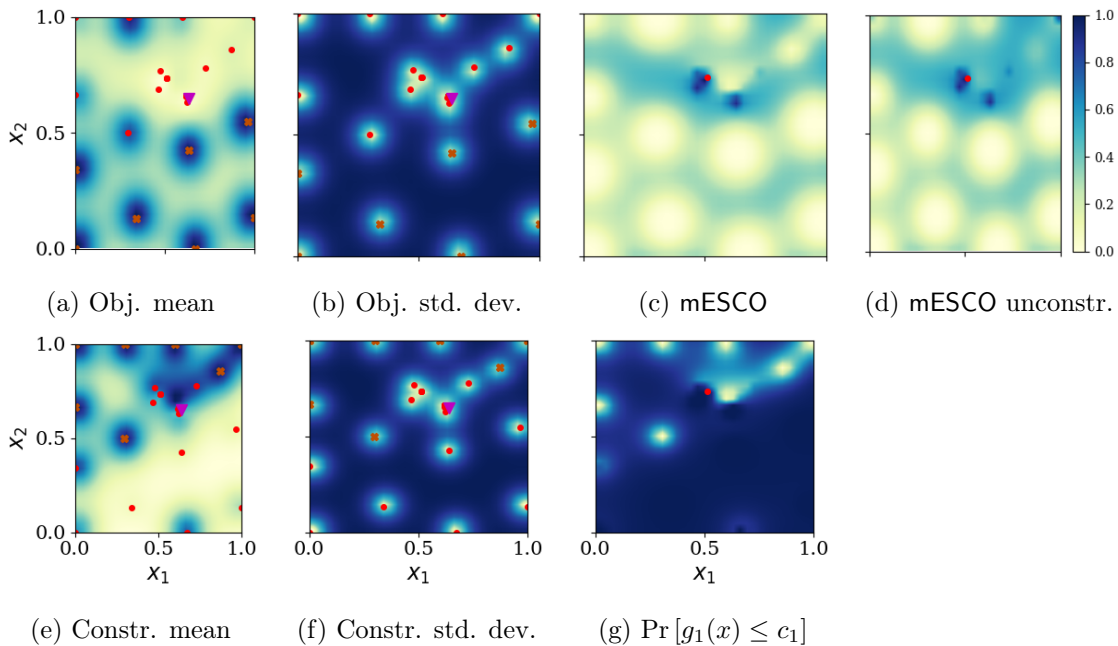 1.0
0.5
0.0
x₂
1.0
0.8
0.6
0.4
0.2
0.0
(a) Obj. mean
(b) Obj. std. dev.
(c) mESCO
(d) mESCO unconstr.
1.0
0.5
0.0
x₂
0.0 0.5 1.0
x₁
0.0 0.5 1.0
x₁
0.0 0.5 1.0
x₁
(e) Constr. mean
(f) Constr. std. dev.
(g) Pr [g₁(x) ≤ c₁]